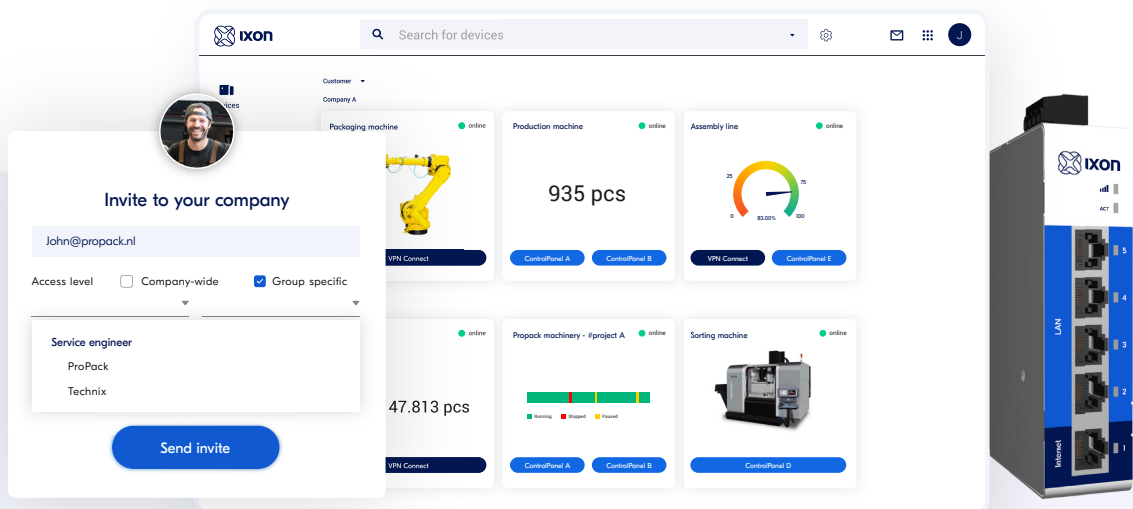 IXON
Search for devices
J
ices
Customer
Company A
Packaging machine
online
VPN Connect
Production machine
online
935 pcs
ControlPanel A
ControlPanel B
Assembly line
online
25
75
0
83.00%
100
VPN Connect
ControlPanel E
online
47.813 pcs
VPN Connect
Propack machinery - #project A
online
Running
Stopped
Paused
ControlPanel A
ControlPanel B
Sorting machine
online
ControlPanel D
Invite to your company
John@propack.nl
Access level
Company-wide
Group specific
Service engineer
ProPack
Technix
Send invite
IXON
ACT
LAN
5
4
3
2
Internet
1